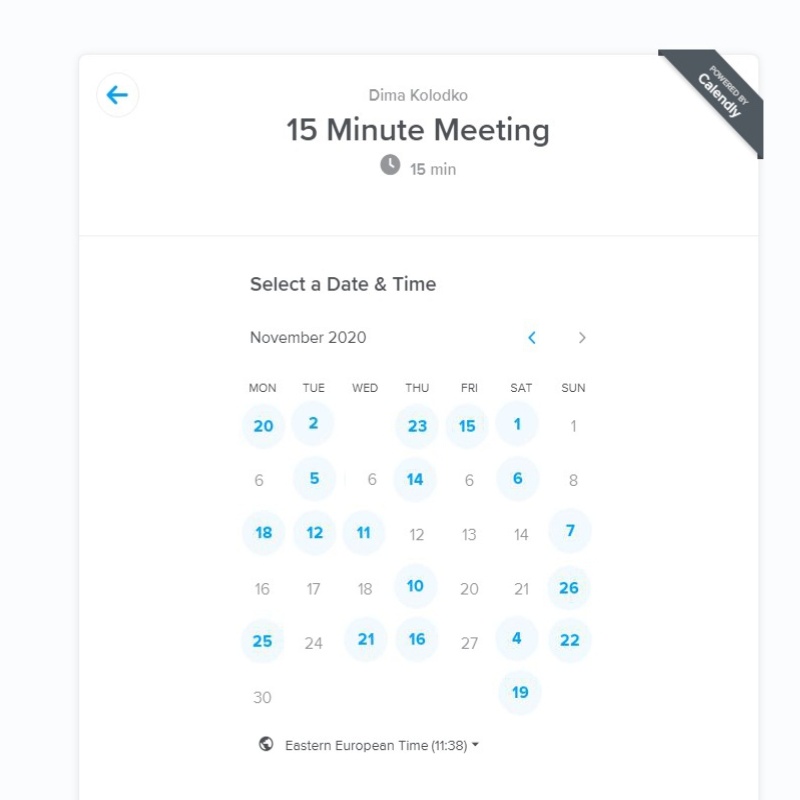 POWERED BY
Calendly
Dima Kolodko
15 Minute Meeting
15 min
Select a Date & Time
November 2020
MON TUE WED THU FRI SAT SUN
20 2 23 15 1 1
6 5 6 14 6 6 8
18 12 11 12 13 14 7
16 17 18 10 20 21 26
25 24 21 16 27 4 22
30 19
Eastern European Time (11:38)